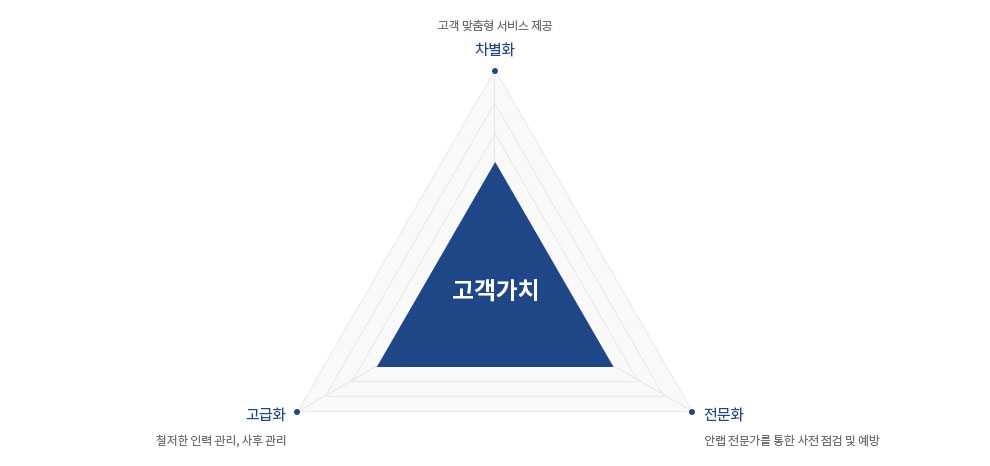 고객 맞춤형 서비스 제공
차별화
고객가치
고급화
철저한 인력 관리, 사후 관리
전문화
안랩 전문가를 통한 사전 점검 및 예방